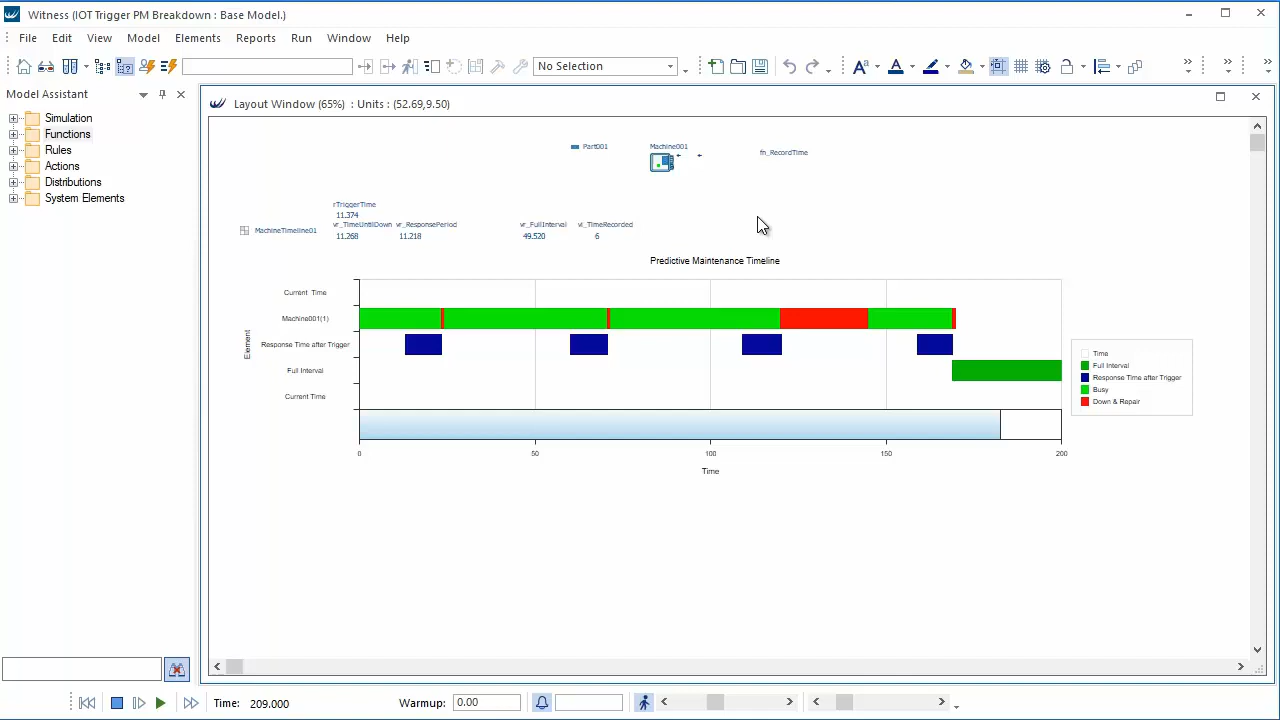 Witness (IOT Trigger PM Breakdown : Base Model.)
File Edit View Model Elements Reports Run Window Help
No Selection
Model Assistant
Layout Window (65%) : Units : (52.69,9.50)
Simulation
Functions
Rules
Actions
Distributions
System Elements
Part001 Machine001 fn_RecordTime
rTriggerTime
11.374
vr_TimeUntilDown vr_ResponsePeriod vr_FullInterval vi_TimeRecorded
MachineTimeline01
11.268 11.218 49.520 6
Predictive Maintenance Timeline
Element
Current Time
Machine001(1)
Response Time after Trigger
Full Interval
Current Time
Time
Full Interval
Response Time after Trigger
Busy
Down & Repair
0 50 100 150 200
Time
Time: 209.000 Warmup: 0.00